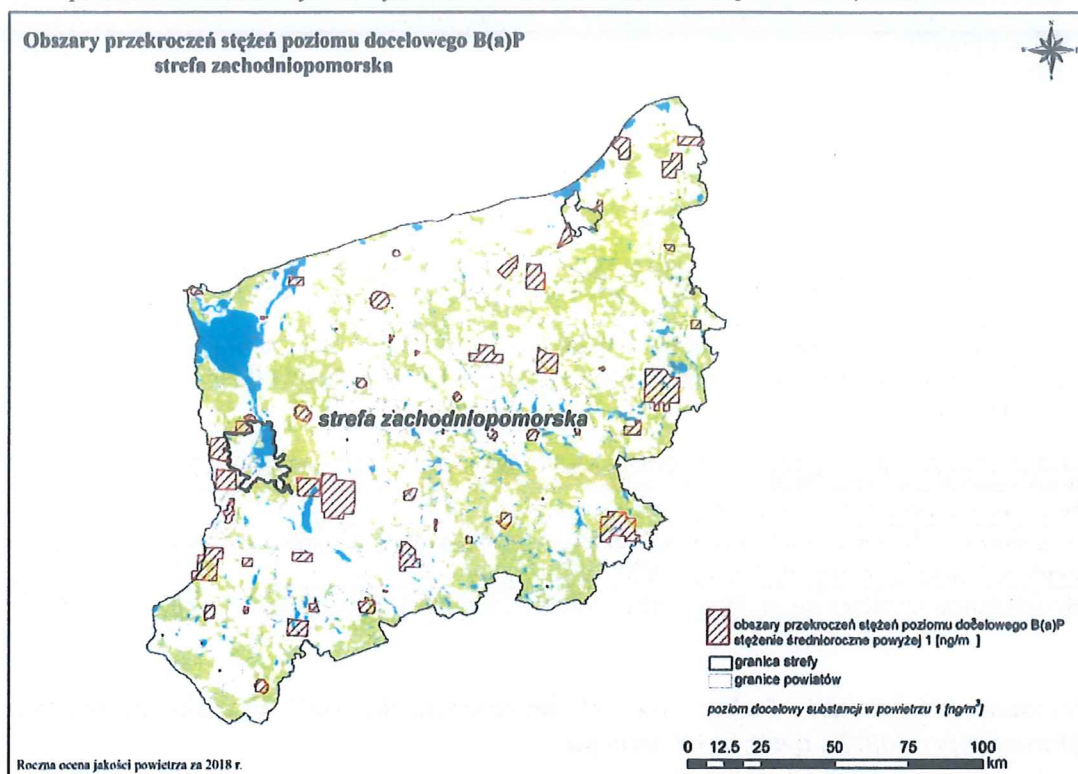 Obszary przekroczeń stężeń poziomu docelowego B(a)P
strefa zachodniopomorska
strefa zachodniopomorska
obszary przekroczeń stężeń poziomu docelowego B(a)P
stężenie średnioroczne powyżej 1 [ng/m³]
granica strefy
granice powiatów
poziom docelowy substancji w powietrzu 1 [ng/m³]
0 12.5 25 50 75 100
km
Roczna ocena jakości powietrza za 2018 r.